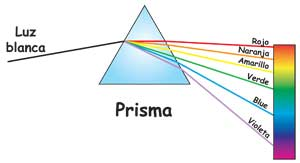 Luz
blanca
Prisma
Rojo
Naranja
Amarillo
Verde
Blue
Violeta